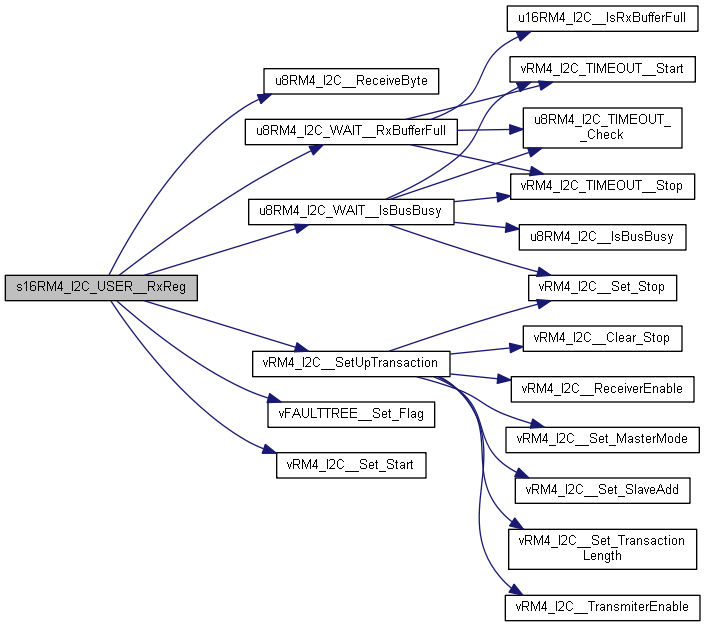 u16RM4_I2C__IsRxBufferFull
vRM4_I2C_TIMEOUT__Start
u8RM4_I2C__ReceiveByte
u8RM4_I2C_TIMEOUT_
_Check
u8RM4_I2C_WAIT__RxBufferFull
vRM4_I2C_TIMEOUT__Stop
u8RM4_I2C_WAIT__IsBusBusy
u8RM4_I2C__IsBusBusy
s16RM4_I2C_USER__RxReg
vRM4_I2C__Set_Stop
vRM4_I2C__Clear_Stop
vRM4_I2C__SetUpTransaction
vRM4_I2C__ReceiverEnable
vFAULTTREE__Set_Flag
vRM4_I2C__Set_MasterMode
vRM4_I2C__Set_Start
vRM4_I2C__Set_SlaveAdd
vRM4_I2C__Set_Transaction
Length
vRM4_I2C__TransmiterEnable